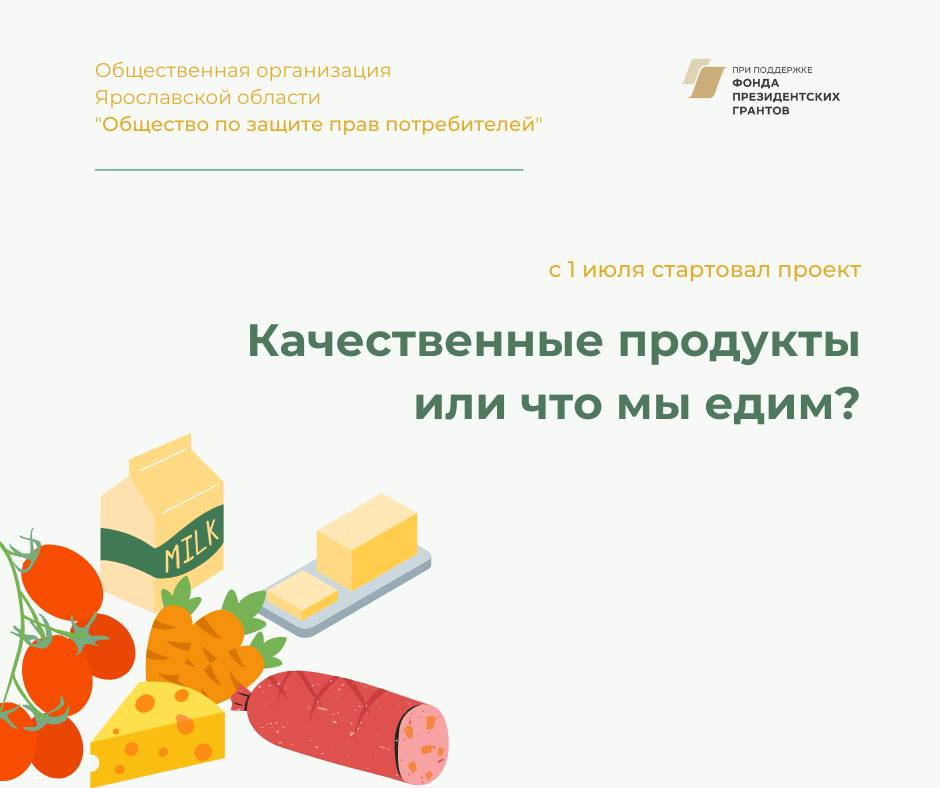 Общественная организация
Ярославской области
"Общество по защите прав потребителей"
ПРИ ПОДДЕРЖКЕ
ФОНДА
ПРЕЗИДЕНТСКИХ
ГРАНТОВ
с 1 июля стартовал проект
Качественные продукты
или что мы едим?
MILK